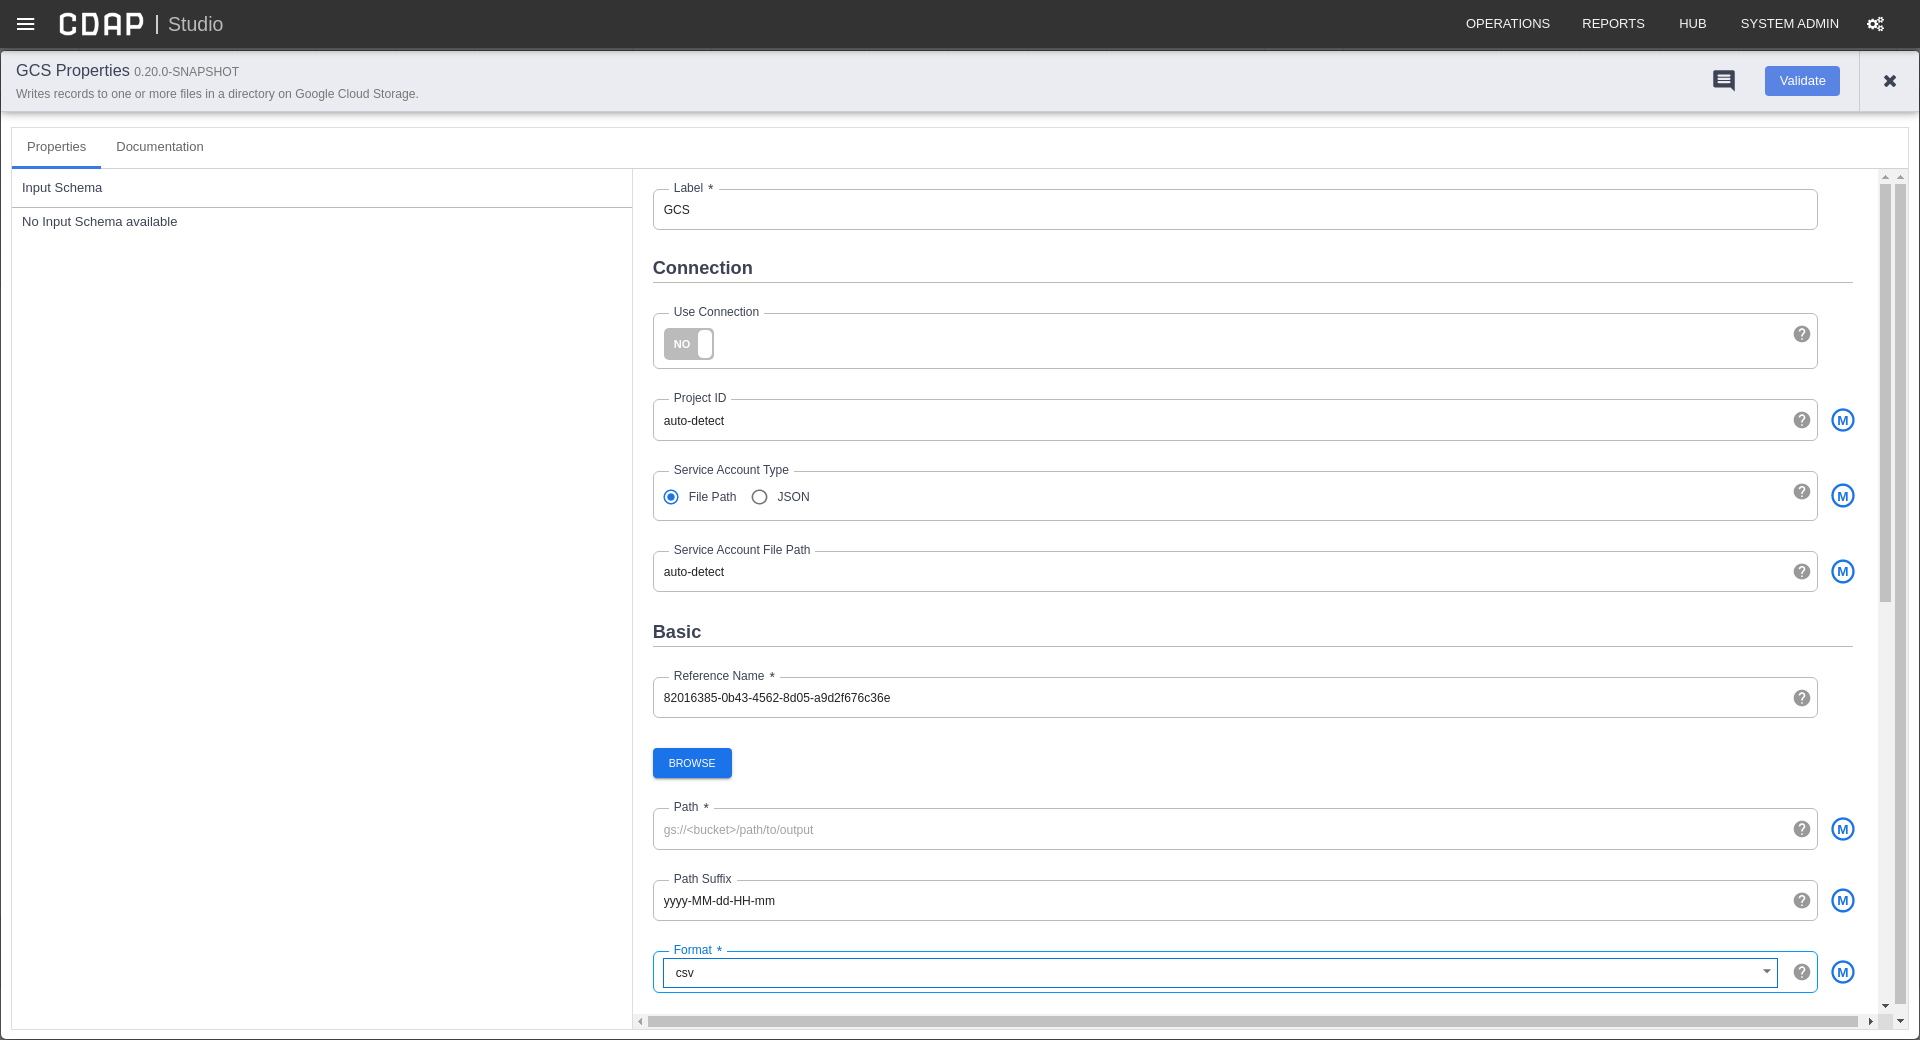 CDAP | Studio
OPERATIONS REPORTS HUB SYSTEM ADMIN
GCS Properties 0.20.0-SNAPSHOT
Writes records to one or more files in a directory on Google Cloud Storage.
Validate
Properties Documentation
Input Schema
No Input Schema available
Label *
GCS
Connection
Use Connection
NO
Project ID
auto-detect
M
Service Account Type
File Path JSON
M
Service Account File Path
auto-detect
M
Basic
Reference Name *
82016385-0b43-4562-8d05-a9d2f676c36e
BROWSE
Path *
gs://<bucket>/path/to/output
M
Path Suffix
yyyy-MM-dd-HH-mm
M
Format *
csv
M